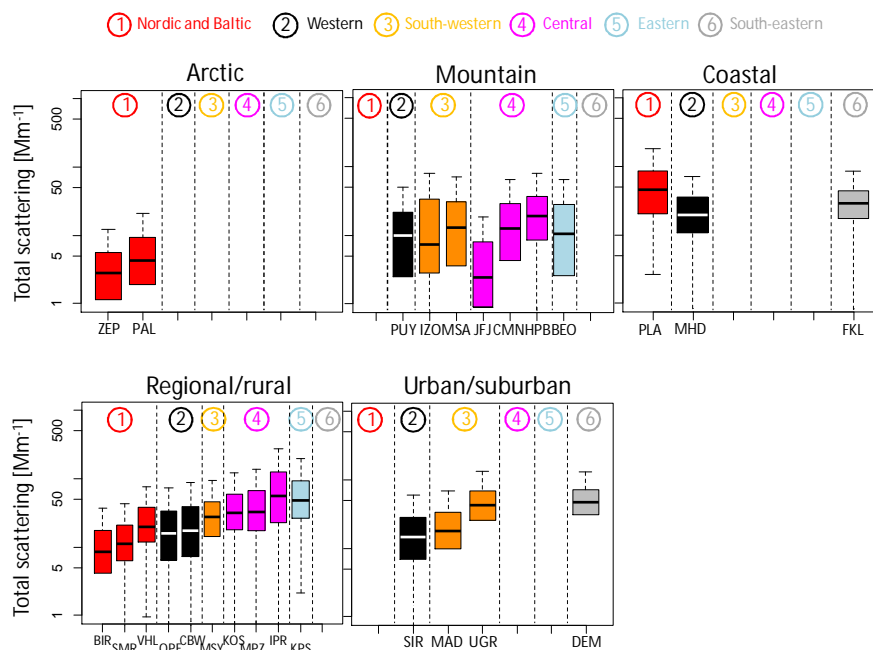 1 Nordic and Baltic 2 Western 3 South-western 4 Central 5 Eastern 6 South-eastern
Arctic Mountain Coastal
Total scattering [Mm-1]
500
50
5
1
1 2 3 4 5 6
ZEP PAL
1 2 3 4 5 6
PUY IZO MSA JFJ CMN HPB BEO
1 2 3 4 5 6
PLA MHD FKL
Regional/rural Urban/suburban
Total scattering [Mm-1]
500
50
5
1
1 2 3 4 5 6
BIR SMR VHL OPE CBW MSY KOS MPZ IPR KPS
1 2 3 4 5 6
SIR MAD UGR DEM